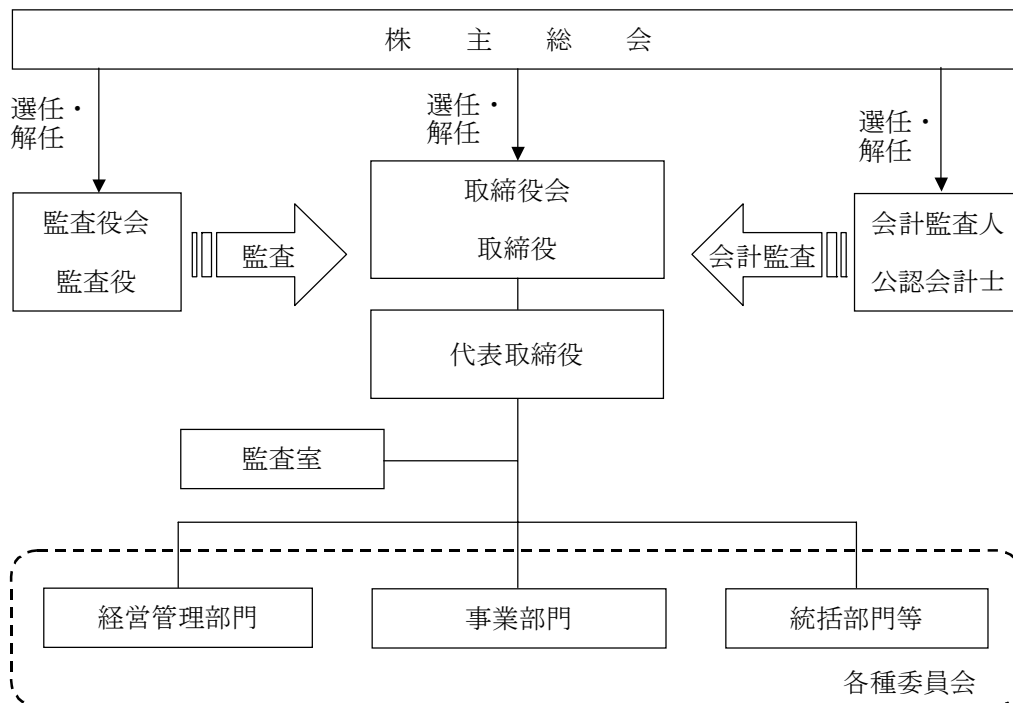 株主総会
選任・
解任
選任・
解任
選任・
解任
監査役会
監査役
監査
取締役会
取締役
会計監査
会計監査人
公認会計士
代表取締役
監査室
経営管理部門
事業部門
統括部門等
各種委員会